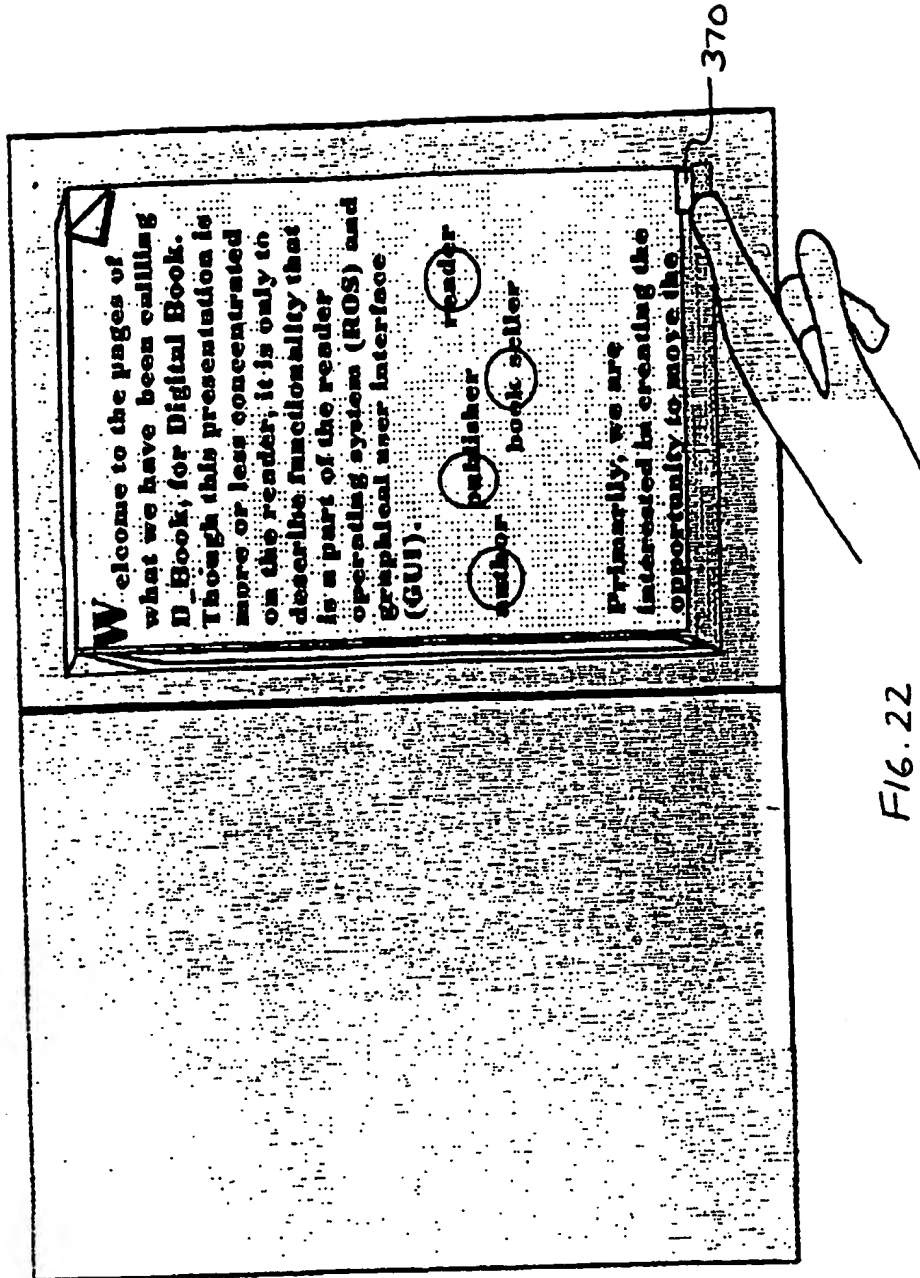 Welcome to the pages of
what we have been calling
D_Book, for Digital Book.
Though this presentation is
more or less concentrated
on the reader, it is only to
describe functionality that
is a part of the reader
operating system (ROS) and
graphical user interface
(GUI).
author publisher book seller reader
Primarily, we are
interested in creating the
opportunity to move the
370
FIG. 22